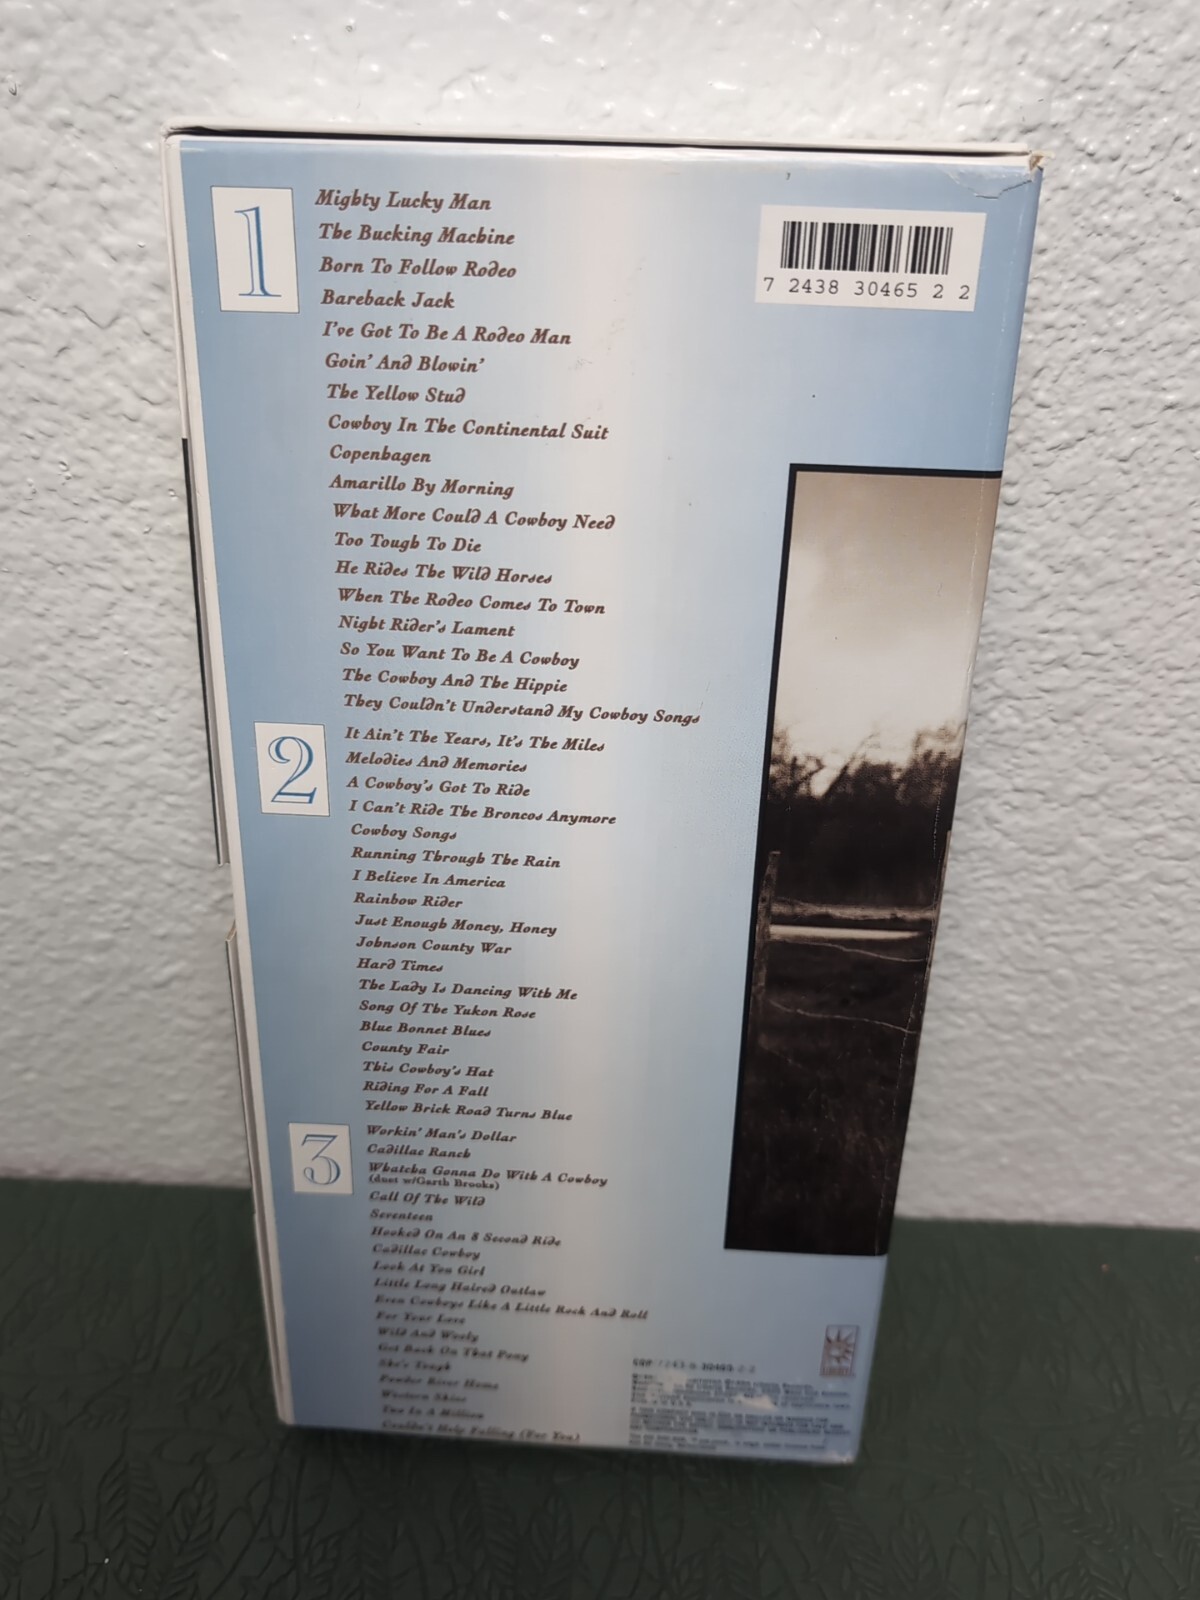 1
Mighty Lucky Man
The Bucking Machine
Born To Follow Rodeo
Bareback Jack
I've Got To Be A Rodeo Man
Goin' And Blowin'
The Yellow Stud
Cowboy In The Continental Suit
Copenhagen
Amarillo By Morning
What More Could A Cowboy Need
Too Tough To Die
He Rides The Wild Horses
When The Rodeo Comes To Town
Night Rider's Lament
So You Want To Be A Cowboy
The Cowboy And The Hippie
They Couldn't Understand My Cowboy Songs
2
It Ain't The Years, It's The Miles
Melodies And Memories
A Cowboy's Got To Ride
I Can't Ride The Broncos Anymore
Cowboy Songs
Running Through The Rain
I Believe In America
Rainbow Rider
Just Enough Money, Honey
Johnson County War
Hard Times
The Lady Is Dancing With Me
Song Of The Yukon Rose
Blue Bonnet Blues
County Fair
This Cowboy's Hat
Riding For A Fall
Yellow Brick Road Turns Blue
3
Workin' Man's Dollar
Cadillac Ranch
Whatcha Gonna Do With A Cowboy
(duet w/Garth Brooks)
Call Of The Wild
Seventeen
Hooked On An 8 Second Ride
Cadillac Cowboy
Look At You Girl
Little Long Haired Outlaw
Even Cowboys Like A Little Rock And Roll
For Your Love
Wild And Wooly
Got Back On That Pony
She's Tough
Powder River Home
Western Skies
Two In A Million
Couldn't Help Falling (For You)
7 2438 30465 2 2